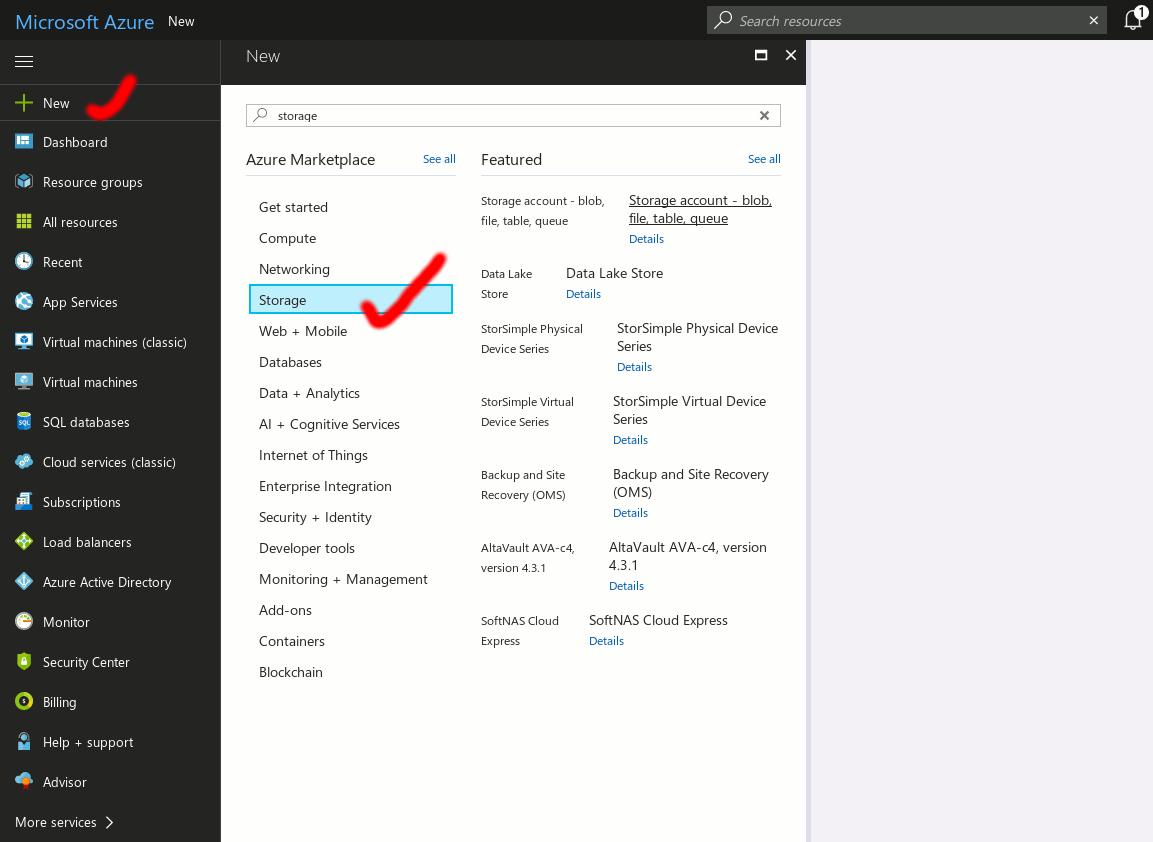 Microsoft Azure New
Search resources
1
New
New
Dashboard
Resource groups
All resources
Recent
App Services
Virtual machines (classic)
Virtual machines
SQL databases
Cloud services (classic)
Subscriptions
Load balancers
Azure Active Directory
Monitor
Security Center
Billing
Help + support
Advisor
More services
storage
Azure Marketplace
See all
Get started
Compute
Networking
Storage
Web + Mobile
Databases
Data + Analytics
AI + Cognitive Services
Internet of Things
Enterprise Integration
Security + Identity
Developer tools
Monitoring + Management
Add-ons
Containers
Blockchain
Featured
See all
Storage account - blob,
file, table, queue
Storage account - blob,
file, table, queue
Details
Data Lake
Store
Data Lake Store
Details
StorSimple Physical
Device Series
StorSimple Physical Device
Series
Details
StorSimple Virtual
Device Series
StorSimple Virtual Device
Series
Details
Backup and Site
Recovery (OMS)
Backup and Site Recovery
(OMS)
Details
AltaVault AVA-c4,
version 4.3.1
AltaVault AVA-c4, version
4.3.1
Details
SoftNAS Cloud
Express
SoftNAS Cloud Express
Details